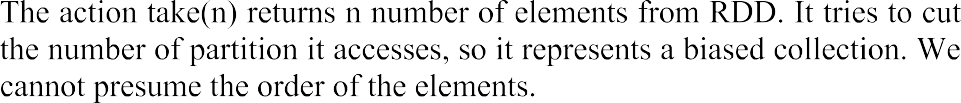 The action take(n) returns n number of elements from RDD. It tries to cut
the number of partition it accesses, so it represents a biased collection. We
cannot presume the order of the elements.